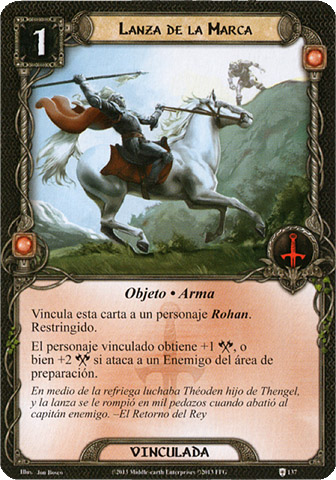 1
LANZA DE LA MARCA
Objeto • Arma
Vincula esta carta a un personaje Rohan.
Restringido.
El personaje vinculado obtiene +1 , o
bien +2 si ataca a un Enemigo del área de
preparación.
En medio de la refriega luchaba Théoden hijo de Thengel,
y la lanza se le rompió en mil pedazos cuando abatió al
capitán enemigo. –El Retorno del Rey
VINCULADA
Illus. Jon Bosco ©2013 Middle-earth Enterprises ©2013 FFG 137